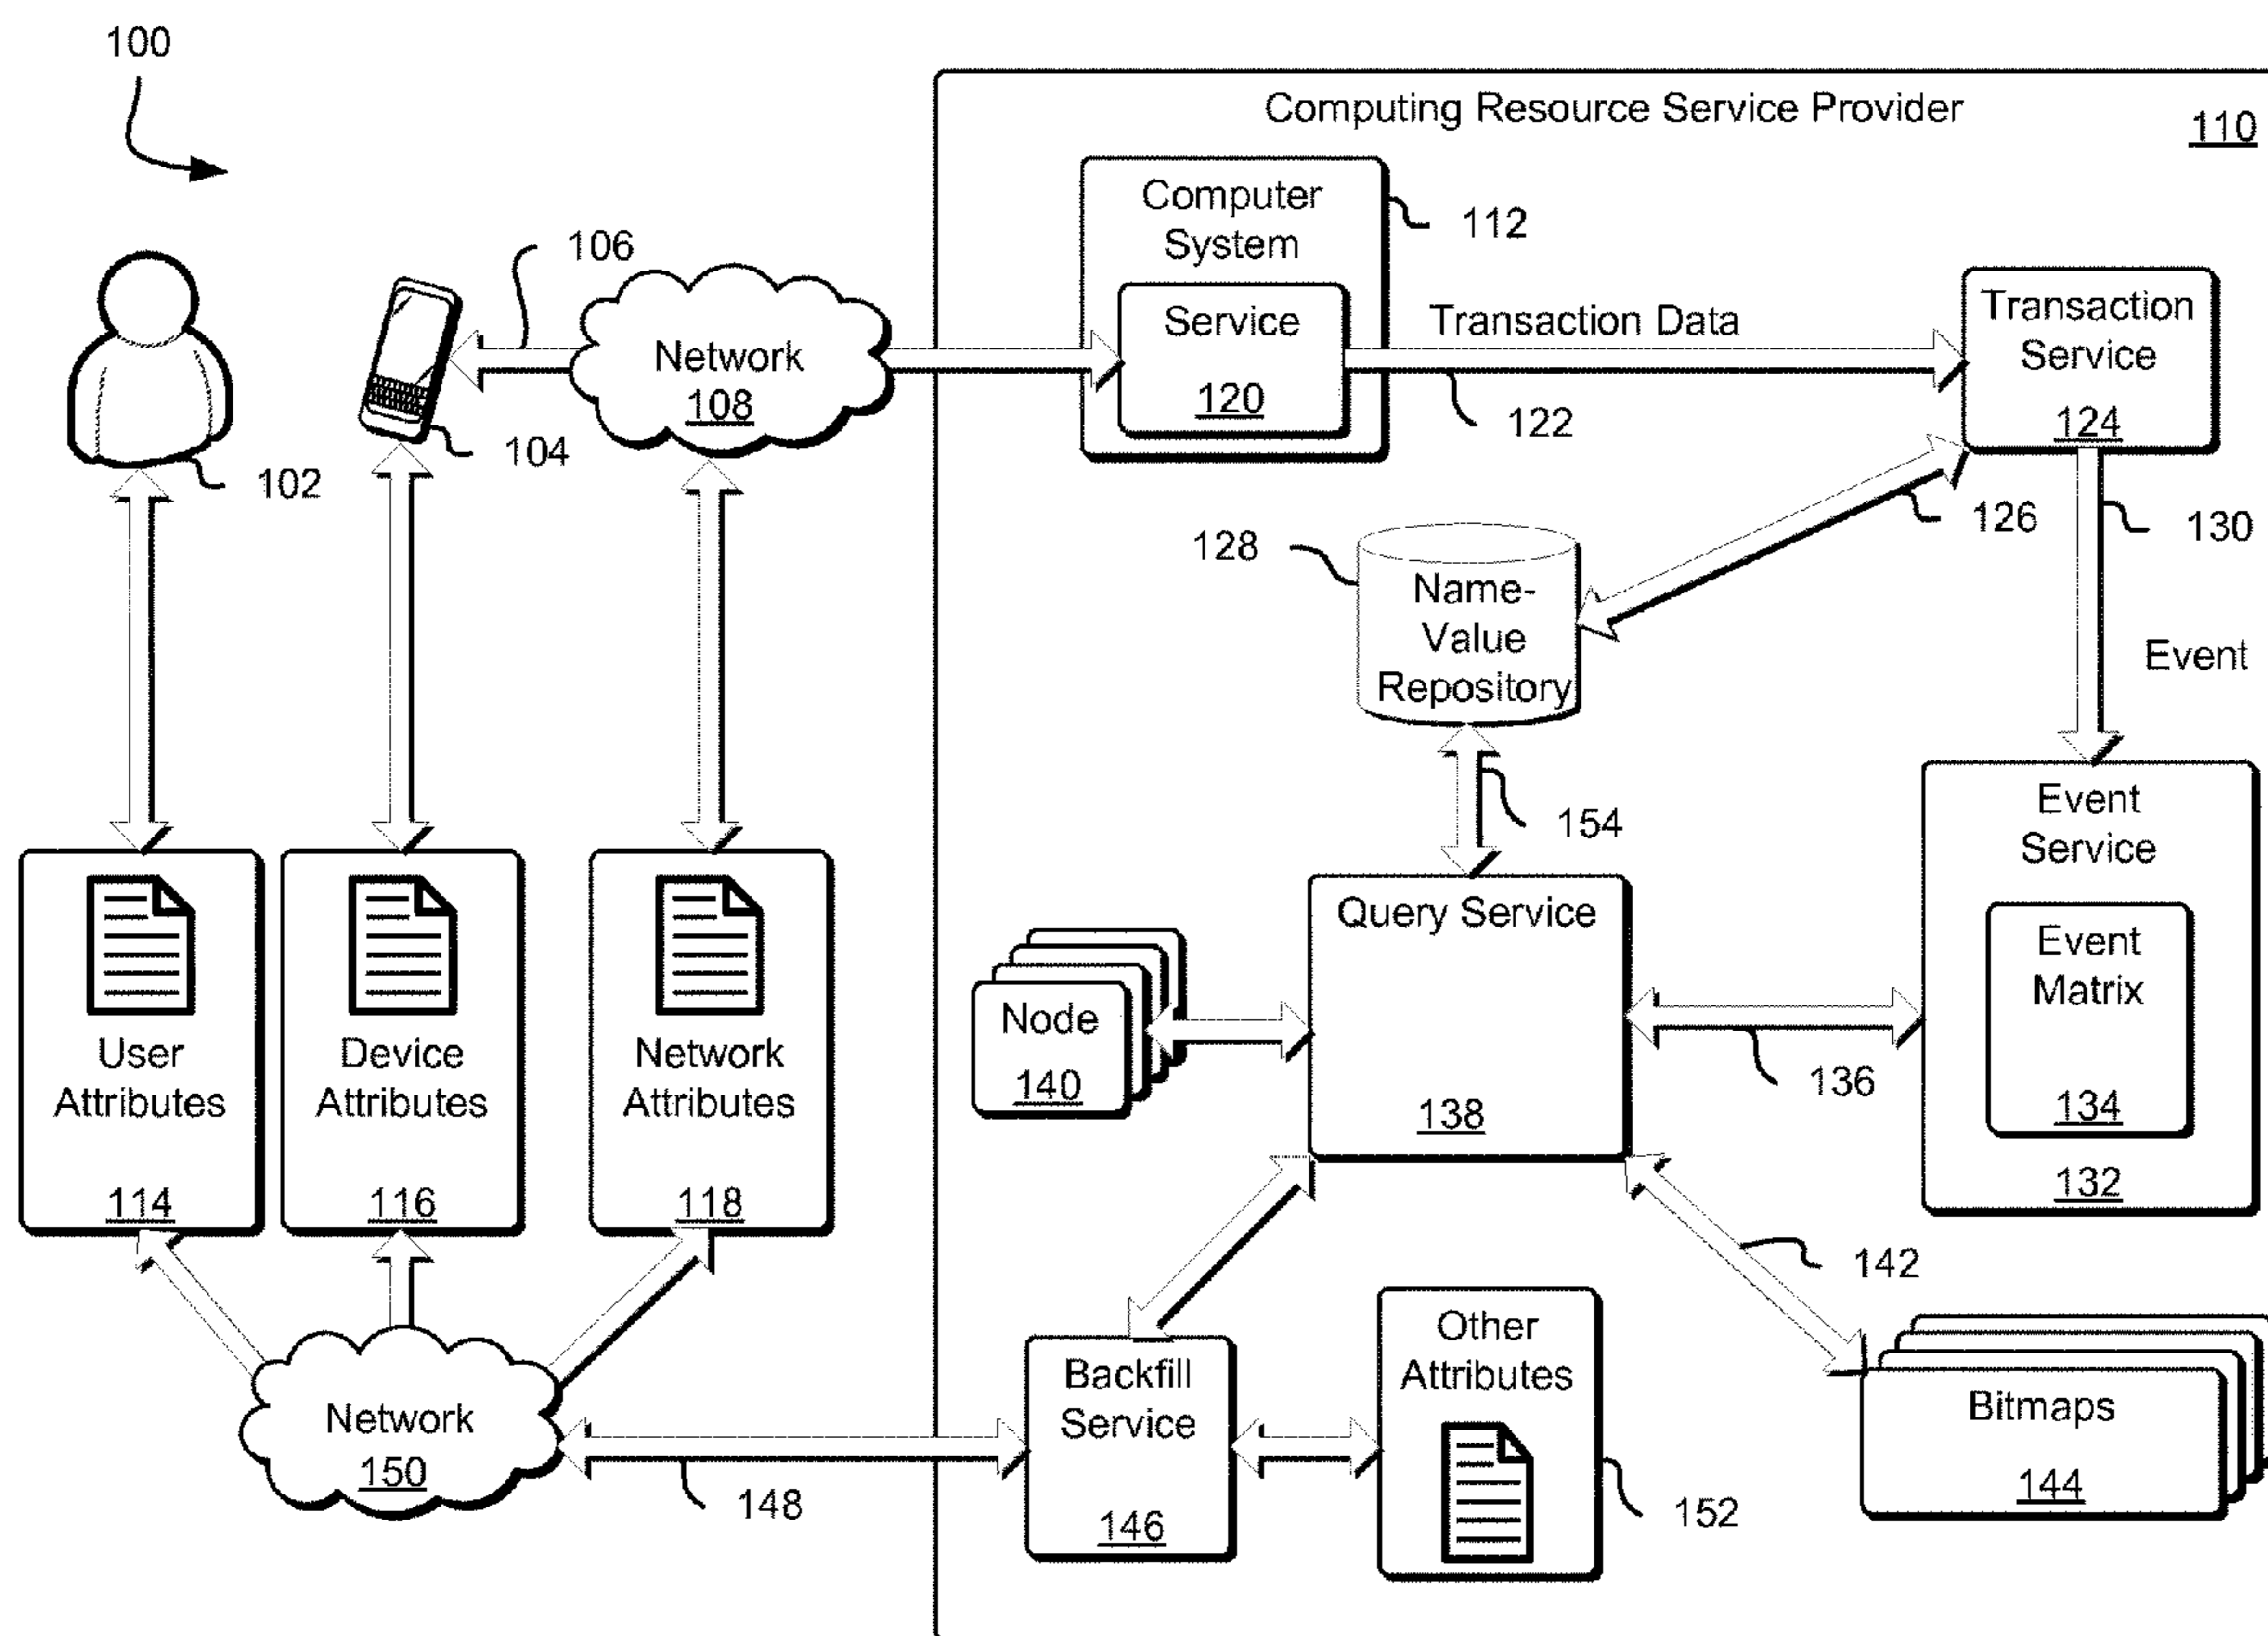 100
Computing Resource Service Provider
110
Computer
System
112
106
Service
120
Transaction Data
122
Transaction
Service
124
Network
108
104
102
126
130
128
Name-
Value
Repository
Event
154
Event
Service
Event
Matrix
134
132
Query Service
138
136
Node
140
User
Attributes
114
Device
Attributes
116
Network
Attributes
118
142
Other
Attributes
152
Backfill
Service
146
Bitmaps
144
Network
150
148